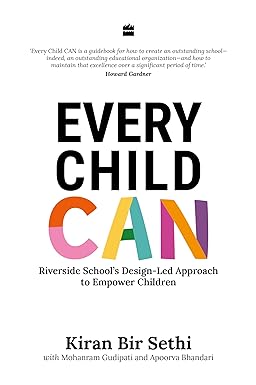 'Every Child CAN is a guidebook for how to create an outstanding school—
indeed, an outstanding educational organization—and how to
maintain that excellence over a significant period of time.'
Howard Gardner
EVERY
CHILD
CAN
Riverside School's Design-Led Approach
to Empower Children
Kiran Bir Sethi
with Mohanram Gudipati and Apoorva Bhandari